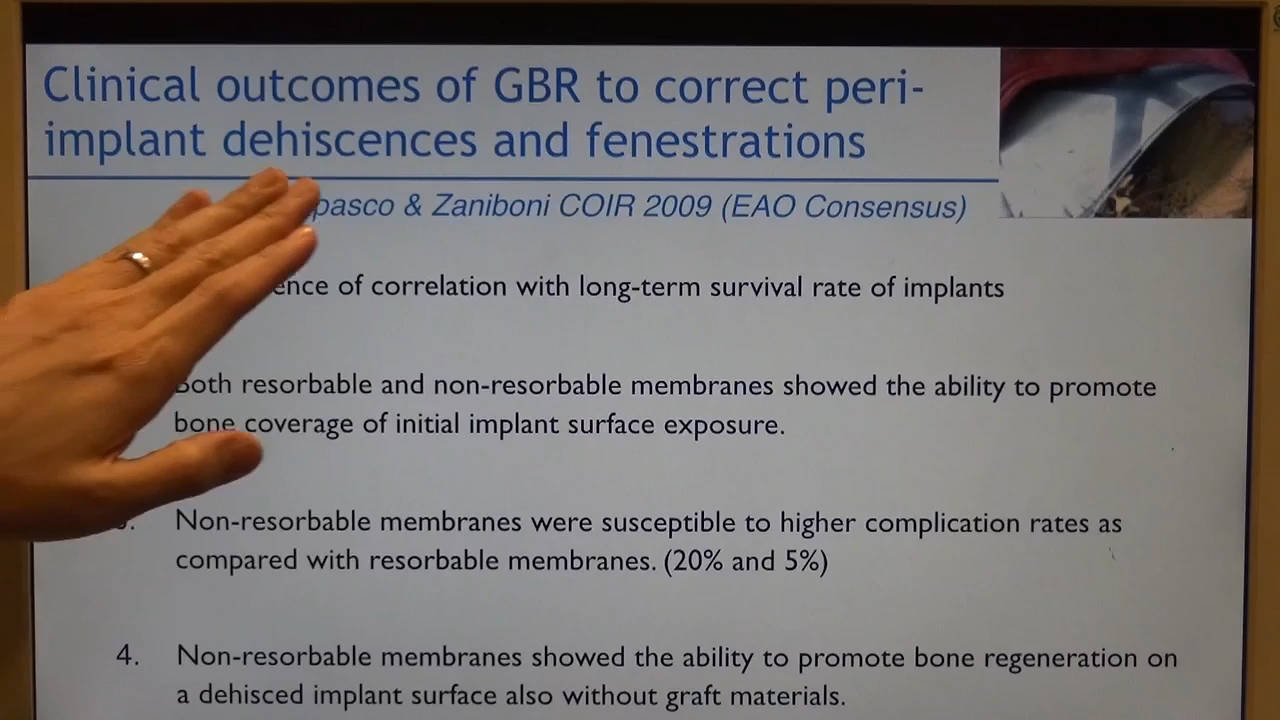 Clinical outcomes of GBR to correct peri-
implant dehiscences and fenestrations
& Zaniboni COIR 2009 (EAO Consensus)
of correlation with long-term survival rate of implants
Both resorbable and non-resorbable membranes showed the ability to promote
bone coverage of initial implant surface exposure.
3. Non-resorbable membranes were susceptible to higher complication rates as
compared with resorbable membranes. (20% and 5%)
4. Non-resorbable membranes showed the ability to promote bone regeneration on
a dehisced implant surface also without graft materials.